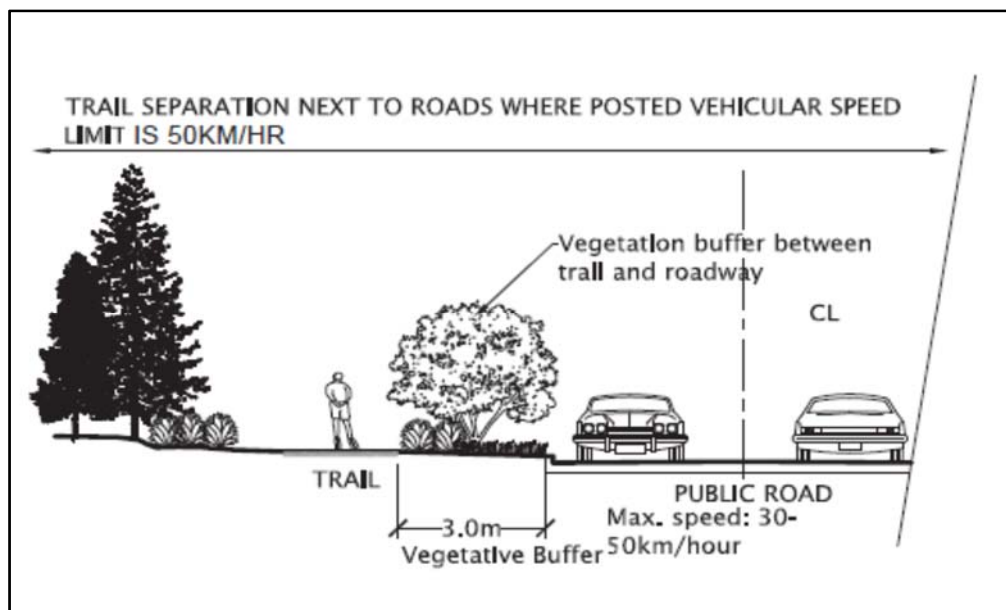 TRAIL SEPARATION NEXT TO ROADS WHERE POSTED VEHICULAR SPEED
LIMIT IS 50KM/HR
Vegetation buffer between
trail and roadway
CL
TRAIL
PUBLIC ROAD
3.0m
Max. speed: 30-
50km/hour
Vegetative Buffer